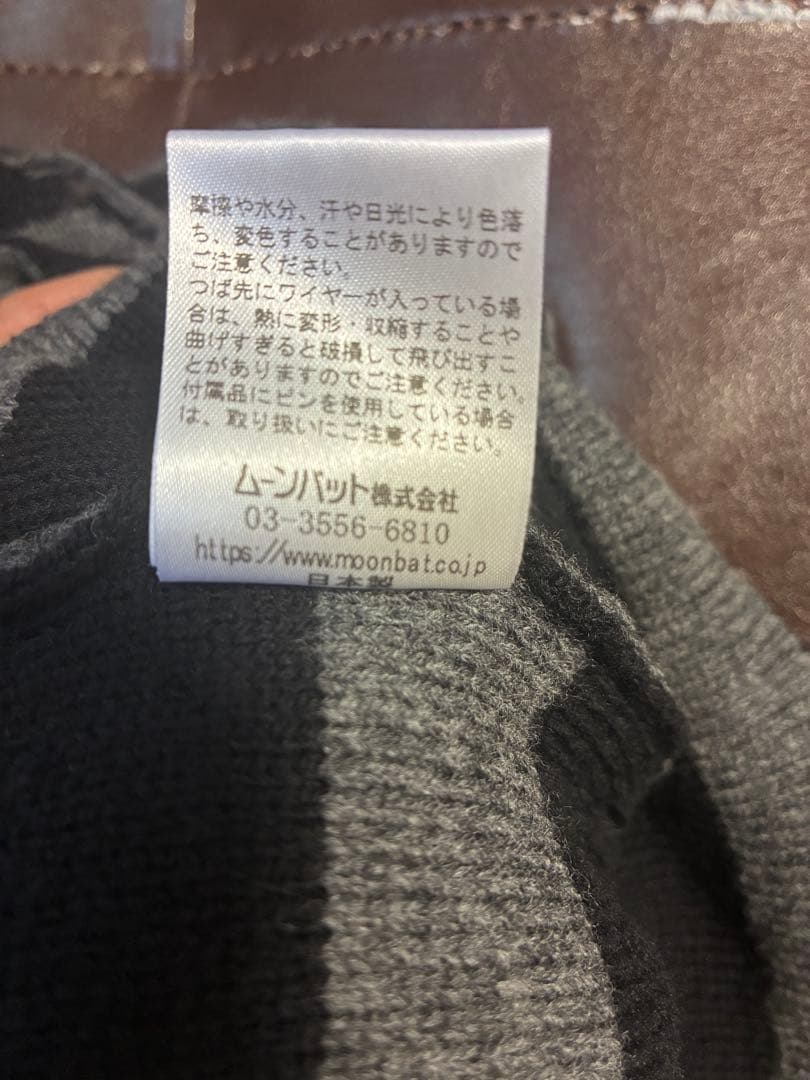 摩擦や水分、汗や日光により色落
ち、変色することがありますので
ご注意ください。
つば先にワイヤーが入っている場
合は、熱に変形・収縮することや
曲げすぎると破損して飛び出すこ
とがありますのでご注意ください。
付属品にピンを使用している場合
は、取り扱いにご注意ください。
ムーンバット株式会社
03-3556-6810
https://www.moonbat.co.jp
日本製